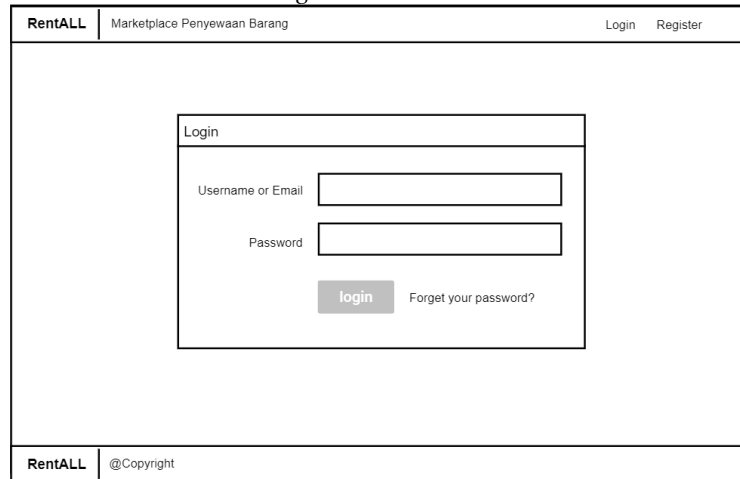 RentALL Marketplace Penyewaan Barang Login Register
Login
Username or Email
Password
login Forget your password?
RentALL @Copyright